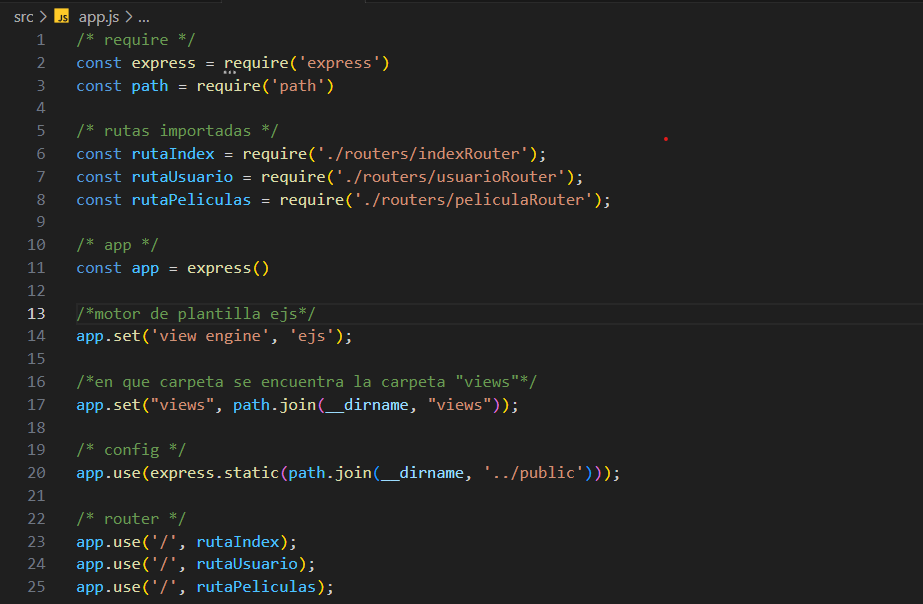 src > JS app.js > ...
1 /* require */
2 const express = require('express')
3 const path = require('path')
4
5 /* rutas importadas */
6 const rutaIndex = require('./routers/indexRouter');
7 const rutaUsuario = require('./routers/usuarioRouter');
8 const rutaPeliculas = require('./routers/peliculaRouter');
9
10 /* app */
11 const app = express()
12
13 /*motor de plantilla ejs*/
14 app.set('view engine', 'ejs');
15
16 /*en que carpeta se encuentra la carpeta "views"*/
17 app.set("views", path.join(__dirname, "views"));
18
19 /* config */
20 app.use(express.static(path.join(__dirname, '../public')));
21
22 /* router */
23 app.use('/', rutaIndex);
24 app.use('/', rutaUsuario);
25 app.use('/', rutaPeliculas);